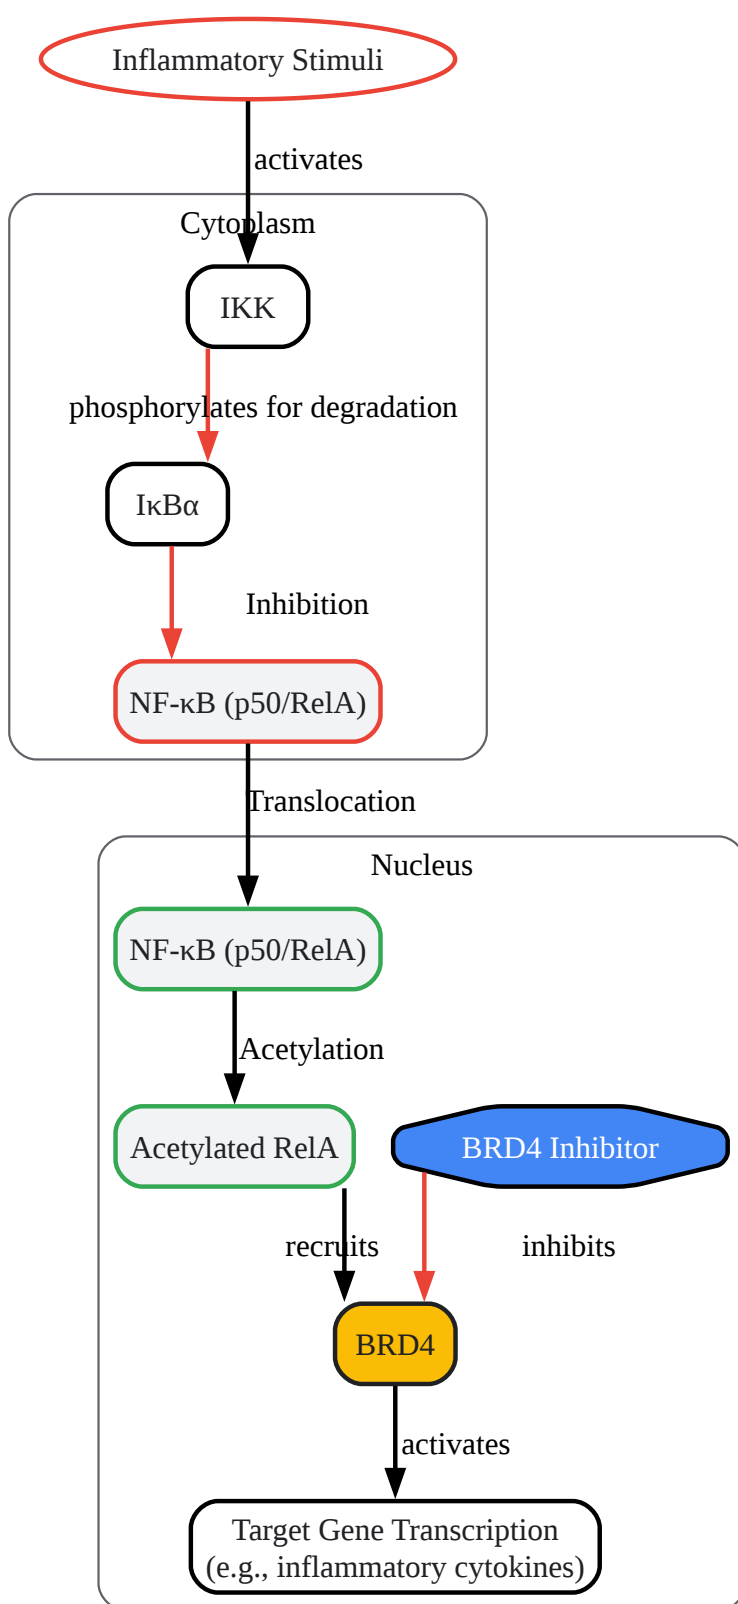 Inflammatory Stimuli
activates
Cytoplasm
IKK
phosphorylates for degradation
IκBα
Inhibition
NF-κB (p50/RelA)
Translocation
Nucleus
NF-κB (p50/RelA)
Acetylation
Acetylated RelA
BRD4 Inhibitor
recruits
inhibits
BRD4
activates
Target Gene Transcription
(e.g., inflammatory cytokines)